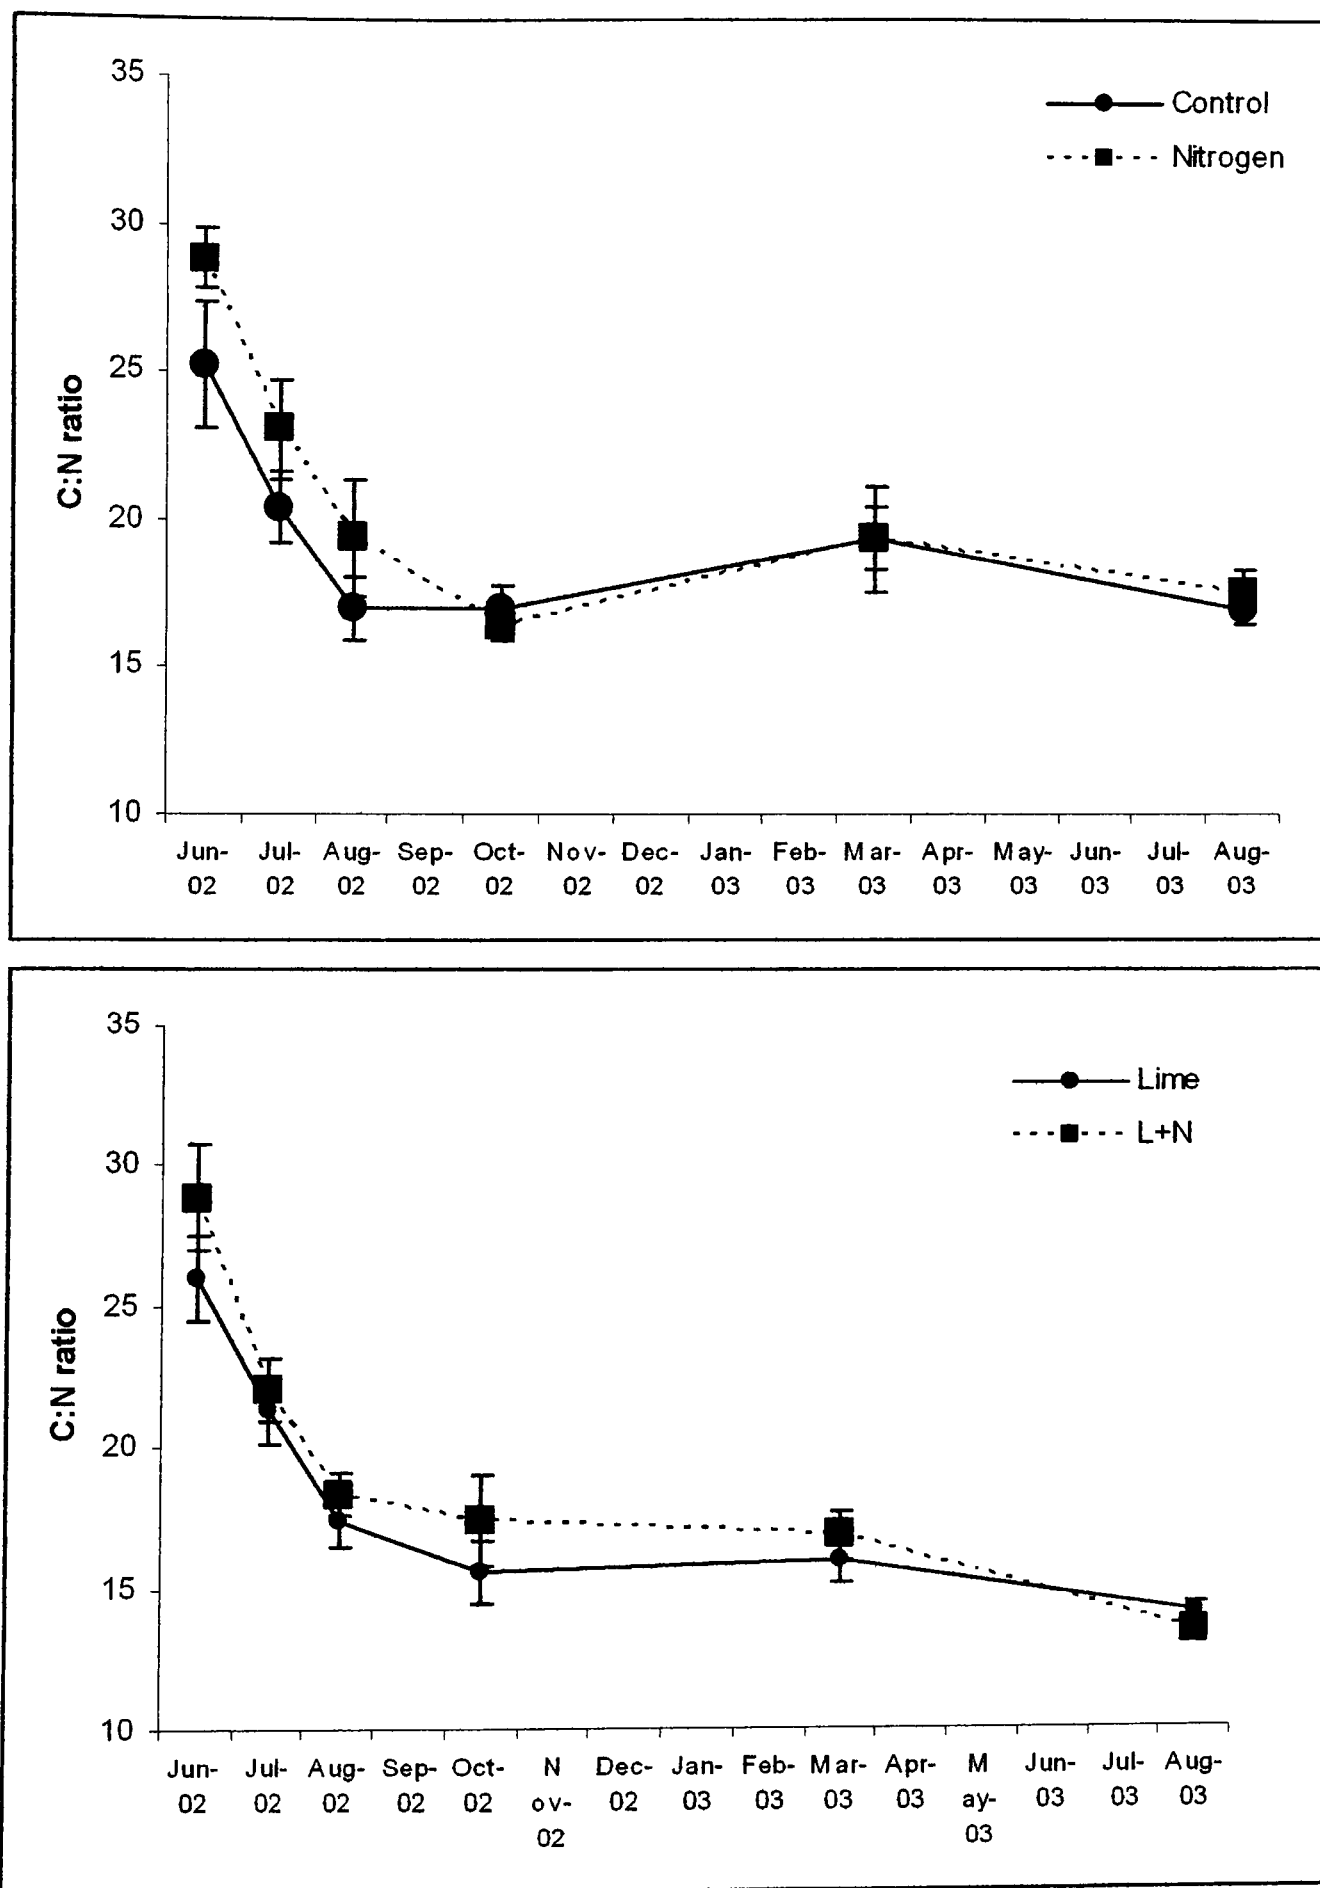 35
30
25
20
15
10
C:N ratio
Control
Nitrogen
Jun- Jul- Aug- Sep- Oct- Nov- Dec- Jan- Feb- Mar- Apr- May- Jun- Jul- Aug-
02 02 02 02 02 02 02 03 03 03 03 03 03 03 03
35
30
25
20
15
10
C:N ratio
Lime
L+N
Jun- Jul- Aug- Sep- Oct- N Dec- Jan- Feb- Mar- Apr- M Jun- Jul- Aug-
02 02 02 02 02 ov- 02 03 03 03 03 ay- 03 03 03
02 03